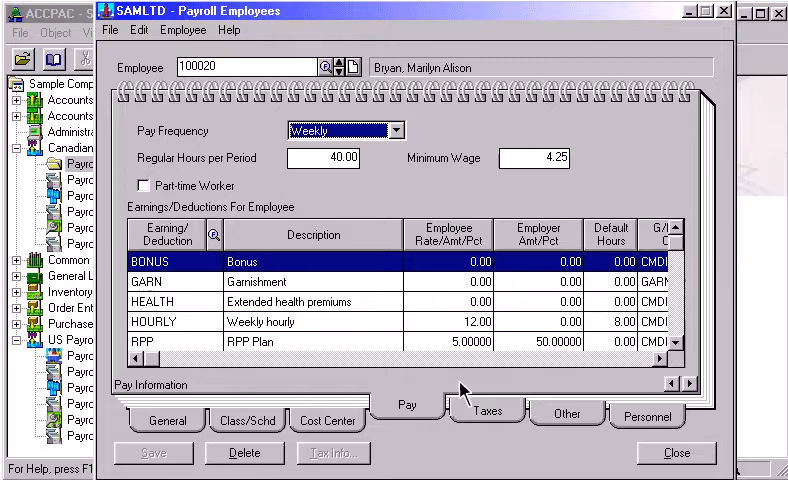 ACCPAC - S
SAMLTD - Payroll Employees
File Object Vi
File Edit Employee Help
Employee 100020 Bryan, Marilyn Alison
Sample Comp
Accounts
Accounts
Administra
Canadian
Payro
Payro
Payro
Payro
Payro
Payro
Common
General L
Inventory
Order Ent
Purchase
US Payro
Payro
Payro
Payro
Payro
Payro
Pay Frequency Weekly
Regular Hours per Period 40.00 Minimum Wage 4.25
Part-time Worker
Earnings/Deductions For Employee
Earning/ Employee Employer Default G/
Deduction Description Rate/Amt/Pct Amt/Pct Hours
BONUS Bonus 0.00 0.00 0.00 CMDI
GARN Garnishment 0.00 0.00 0.00 GARN
HEALTH Extended health premiums 0.00 0.00 0.00 CMDI
HOURLY Weekly hourly 12.00 0.00 8.00 CMDI
RPP RPP Plan 5.00000 50.00000 0.00 CMDI
Pay Information
General Class/Schd Cost Center Pay Taxes Other Personnel
Save Delete Tax Info... Close
For Help, press F1